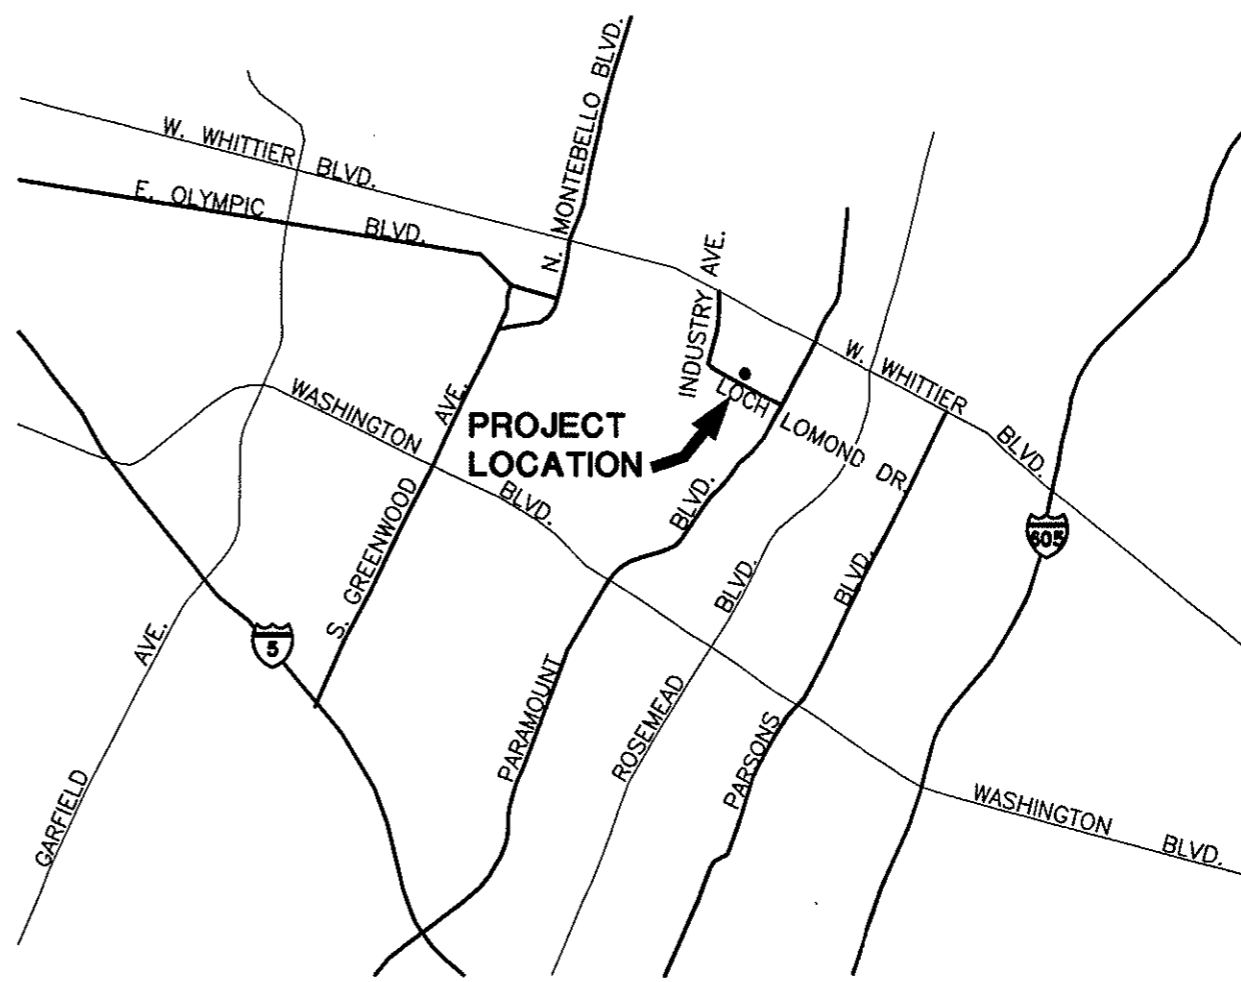 N. MONTEBELLO BLVD.
W. WHITTIER BLVD.
E. OLYMPIC BLVD.
INDUSTRY AVE.
W. WHITTIER BLVD.
LOCH LOMOND DR.
PROJECT
LOCATION
WASHINGTON BLVD.
S. GREENWOOD AVE.
605
5
GARFIELD AVE.
PARAMOUNT BLVD.
ROSEMEAD BLVD.
PARSONS BLVD.
WASHINGTON BLVD.